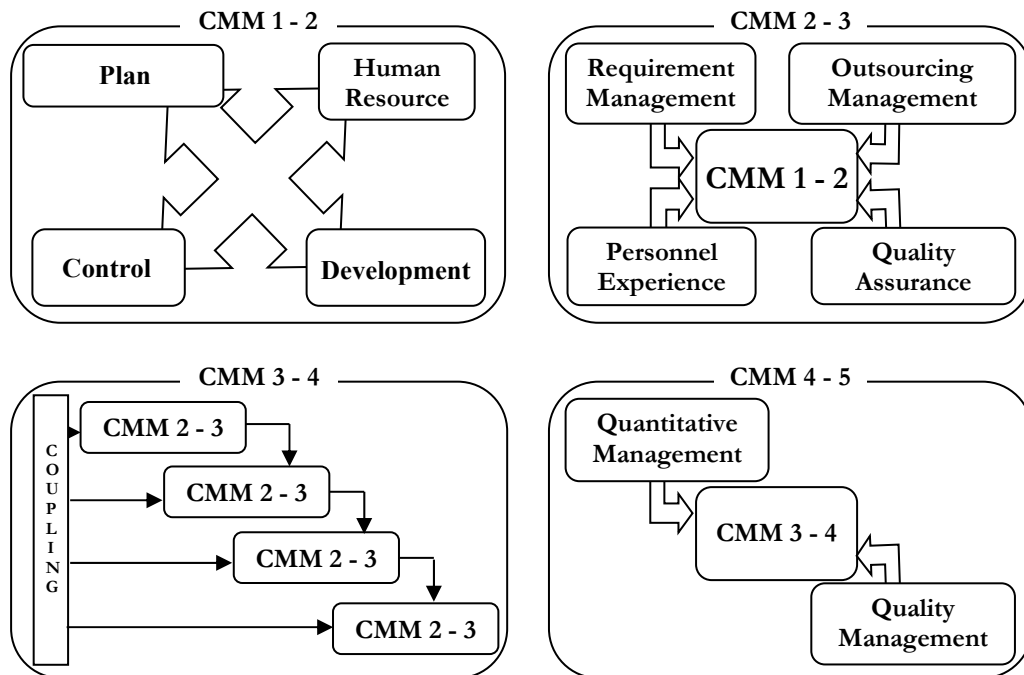 CMM 1 - 2
Plan
Human
Resource
Control
Development
CMM 2 - 3
Requirement
Management
Outsourcing
Management
CMM 1 - 2
Personnel
Experience
Quality
Assurance
CMM 3 - 4
COUPLING
CMM 2 - 3
CMM 2 - 3
CMM 2 - 3
CMM 2 - 3
CMM 4 - 5
Quantitative
Management
CMM 3 - 4
Quality
Management